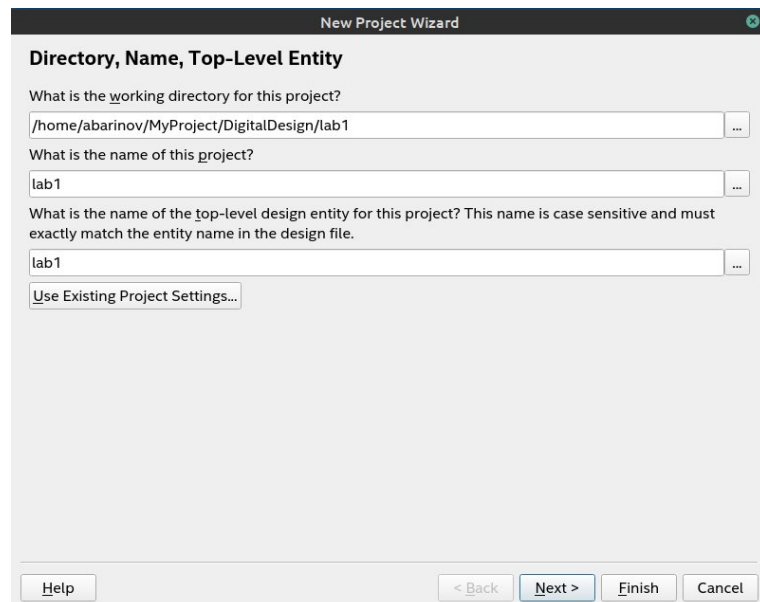 New Project Wizard
Directory, Name, Top-Level Entity
What is the working directory for this project?
/home/abarinov/MyProject/DigitalDesign/lab1
...
What is the name of this project?
lab1
...
What is the name of the top-level design entity for this project? This name is case sensitive and must
exactly match the entity name in the design file.
lab1
...
Use Existing Project Settings...
Help
< Back
Next >
Finish
Cancel